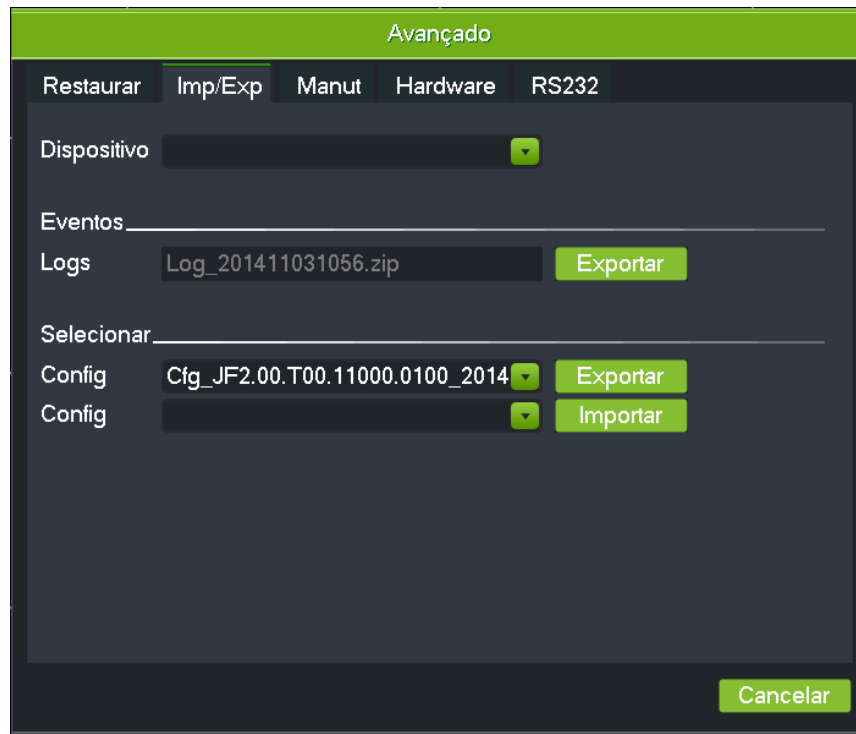 Avançado
Restaurar Imp/Exp Manut Hardware RS232
Dispositivo
Eventos
Logs Log_201411031056.zip Exportar
Selecionar
Config Cfg_JF2.00.T00.11000.0100_2014 Exportar
Config Importar
Cancelar